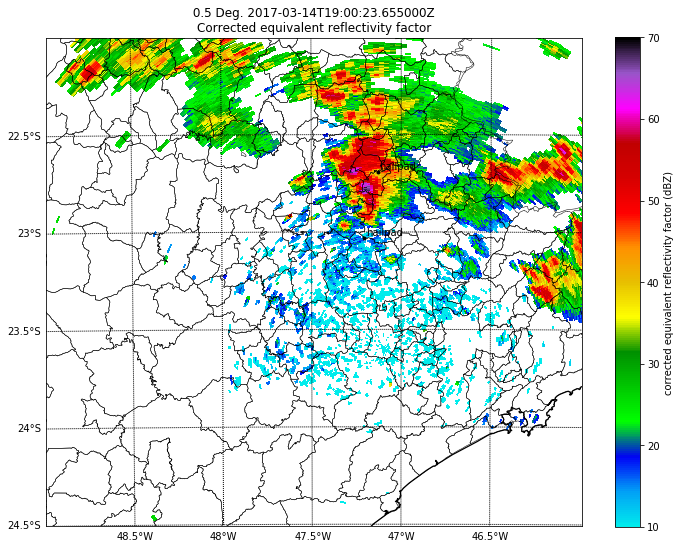 0.5 Deg. 2017-03-14T19:00:23.655000Z
Corrected equivalent reflectivity factor
70
60
50
40
30
20
10
corrected equivalent reflectivity factor (dBZ)
22.5°S
23°S
23.5°S
24°S
24.5°S
hailpad
hailpad
48.5°W
48°W
47.5°W
47°W
46.5°W